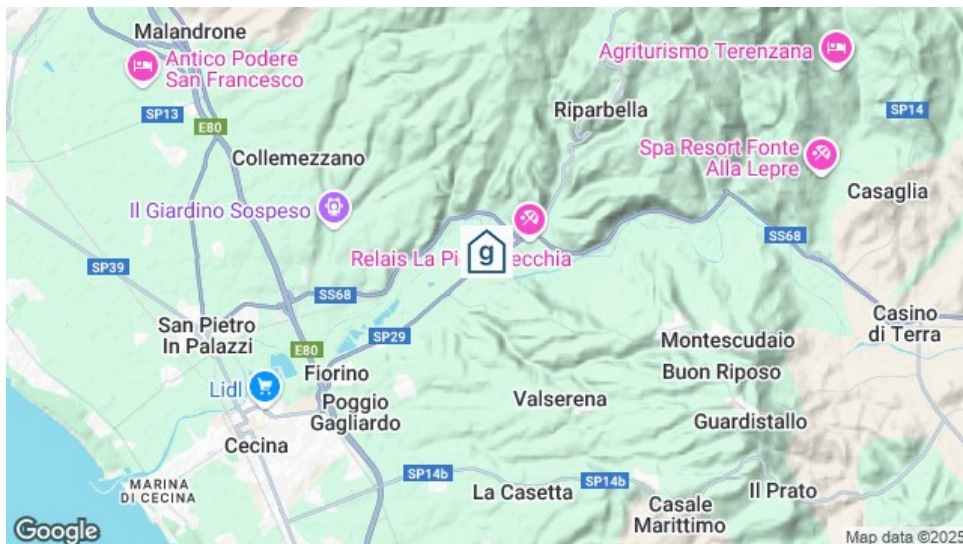 Malandrone
Antico Podere
San Francesco
Agriturismo Terenzana
SP13
E80
Riparbella
SP14
Collemezzano
Spa Resort Fonte
Alla Lepre
Casaglia
Il Giardino Sospeso
SS68
g
Relais La Pi ecchia
SP39
SS68
San Pietro
In Palazzi
SP29
Casino
di Terra
Montescudaio
E80
Fiorino
Buon Riposo
Lidl
Poggio
Gagliardo
Valserena
Guardistallo
Cecina
SP14b
SP14b
MARINA
DI CECINA
La Casetta
Il Prato
Casale
Marittimo
Google
Map data ©2025